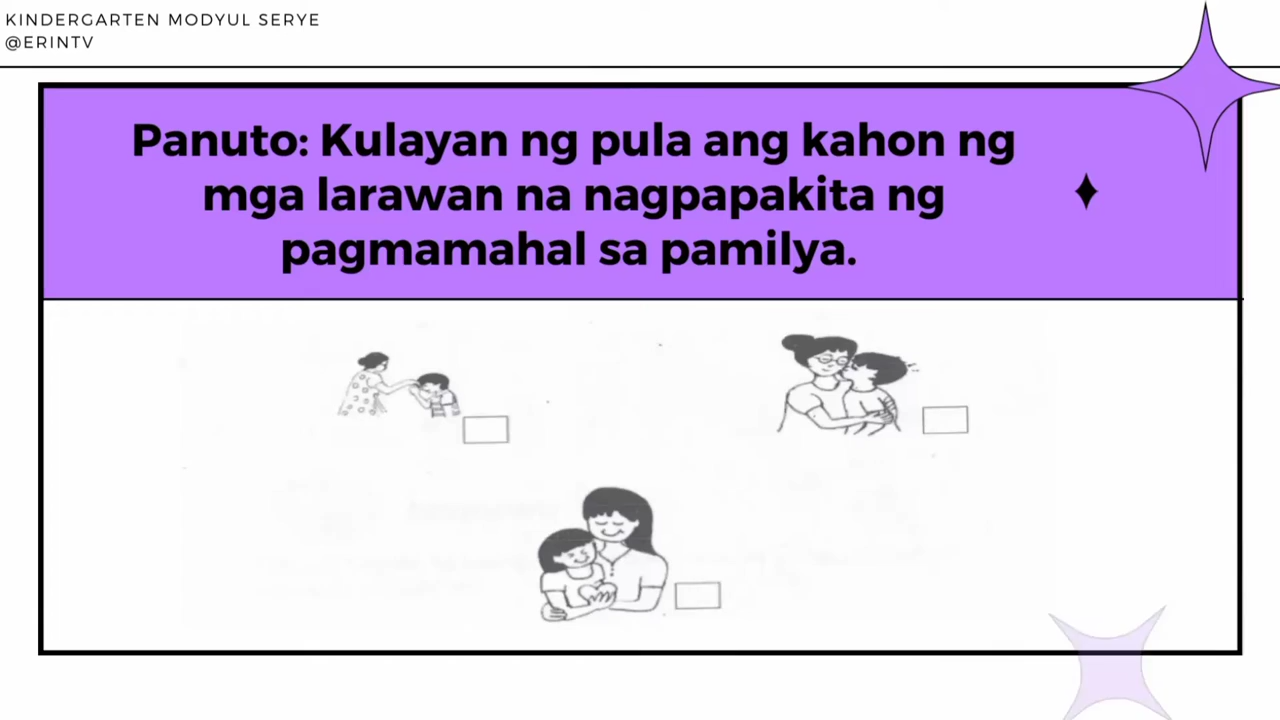 KINDERGARTEN MODYUL SERYE
@ERINTV
Panuto: Kulayan ng pula ang kahon ng
mga larawan na nagpapakita ng
pagmamahal sa pamilya.